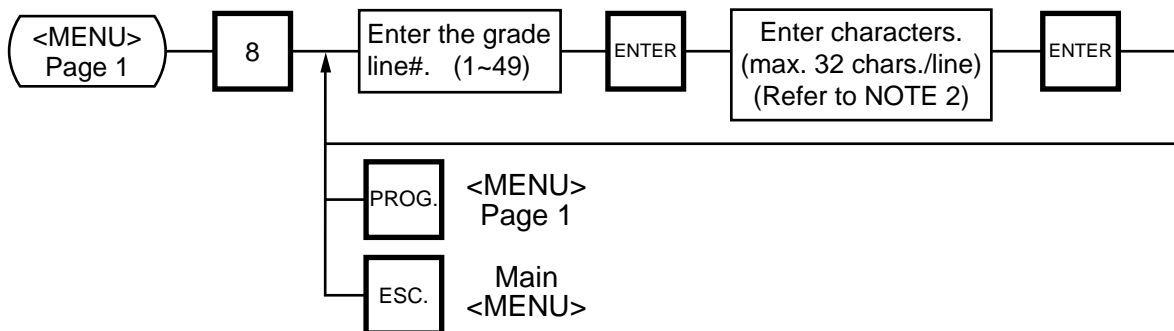 <MENU>
Page 1
8
Enter the grade
line#. (1~49)
ENTER
Enter characters.
(max. 32 chars./line)
(Refer to NOTE 2)
ENTER
PROG.
<MENU>
Page 1
ESC.
Main
<MENU>